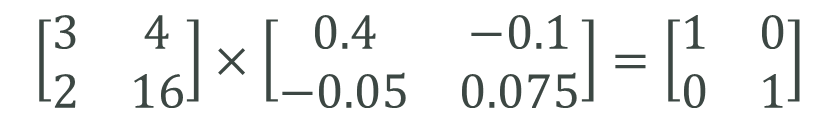 [3 4] × [0.4 −0.1] = [1 0]
[2 16] [−0.05 0.075] [0 1]